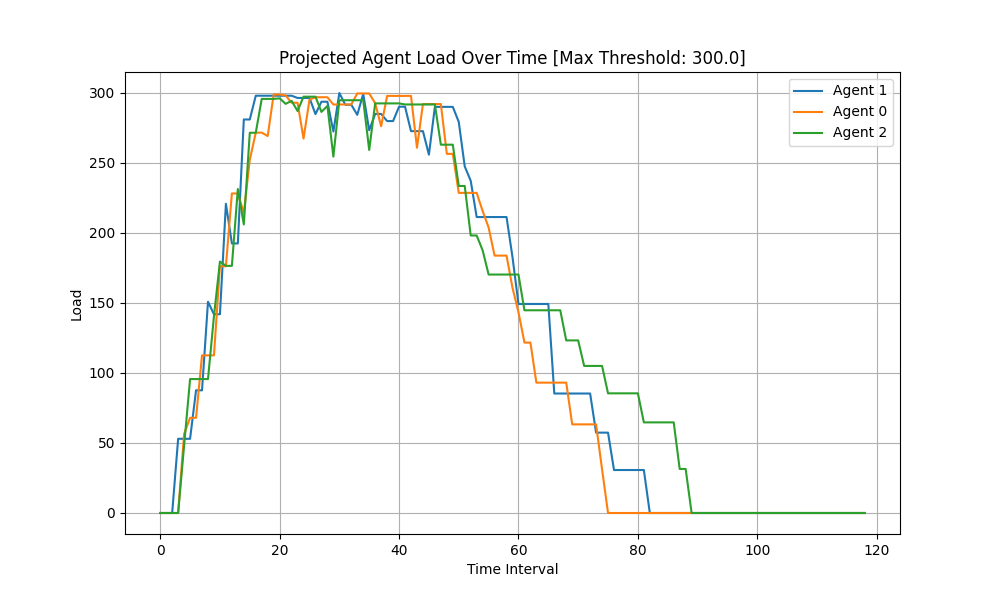 Projected Agent Load Over Time [Max Threshold: 300.0]
Agent 1
Agent 0
Agent 2
300
250
200
150
100
50
0
Load
0 20 40 60 80 100 120
Time Interval